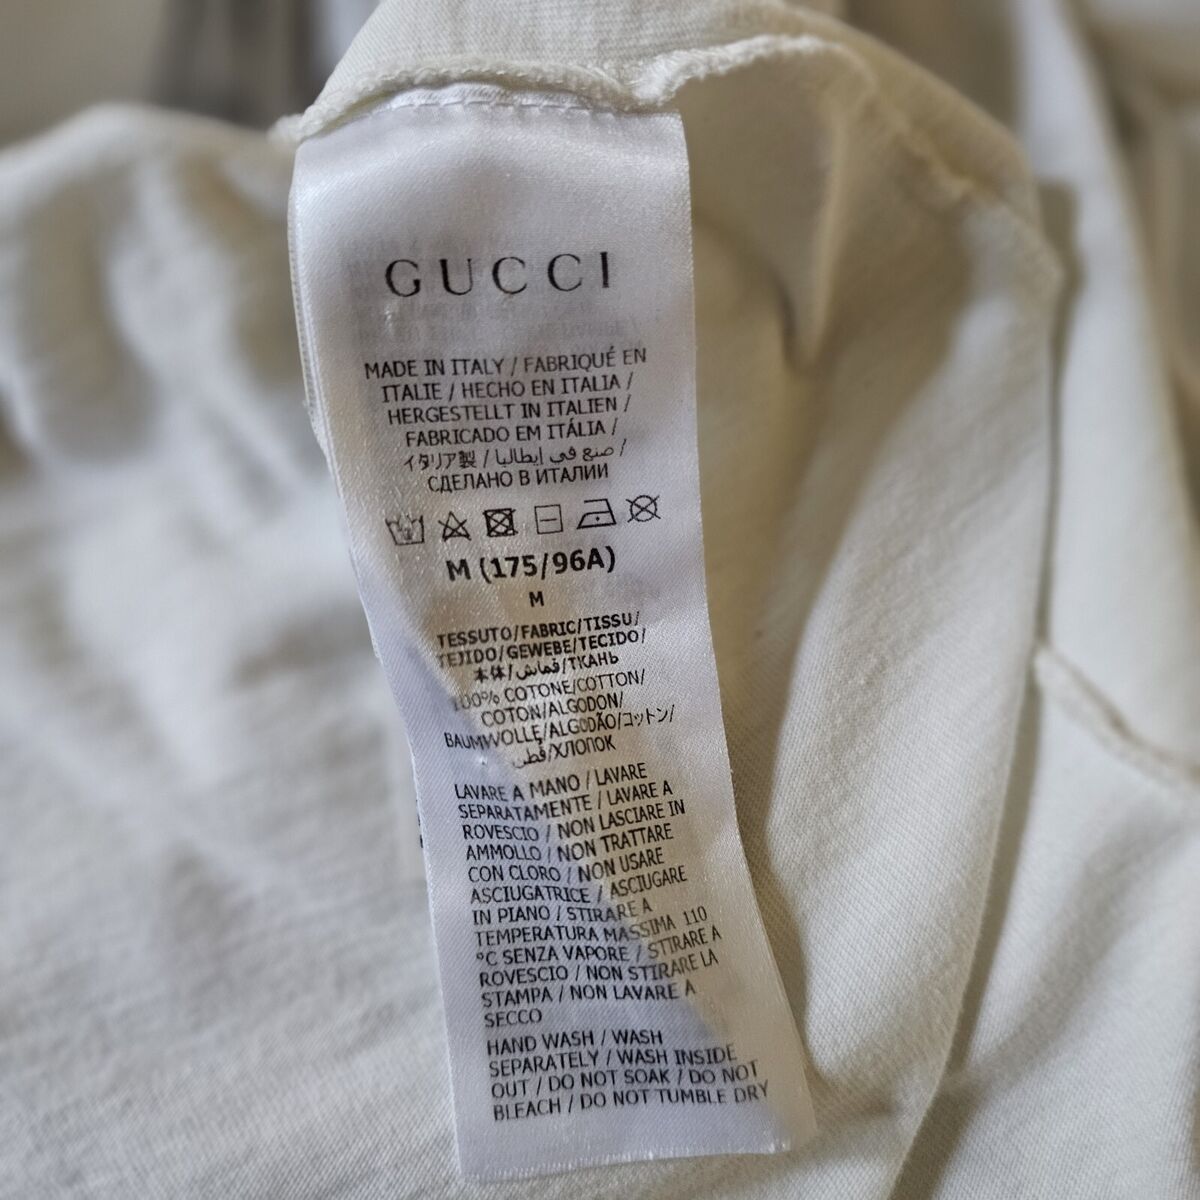 GUCCI
MADE IN ITALY / FABRIQUÉ EN
ITALIE / HECHO EN ITALIA /
HERGESTELLT IN ITALIEN /
FABRICADO EM ITÁLIA /
イタリア製 / صنع في إيطاليا /
СДЕЛАНО В ИТАЛИИ
M (175/96A)
M
TESSUTO/FABRIC/TISSU/
TEJIDO/GEWEBE/TECIDO/
本体/قماش/ТКАНЬ
100% COTONE/COTTON/
COTON/ALGODON/
BAUMWOLLE/ALGODÃO/コットン/
قطن/ХЛОПОК
LAVARE A MANO / LAVARE
SEPARATAMENTE / LAVARE A
ROVESCIO / NON LASCIARE IN
AMMOLLO / NON TRATTARE
CON CLORO / NON USARE
ASCIUGATRICE / ASCIUGARE
IN PIANO / STIRARE A
TEMPERATURA MASSIMA 110
°C SENZA VAPORE / STIRARE A
ROVESCIO / NON STIRARE LA
STAMPA / NON LAVARE A
SECCO
HAND WASH / WASH
SEPARATELY / WASH INSIDE
OUT / DO NOT SOAK / DO NOT
BLEACH / DO NOT TUMBLE DRY